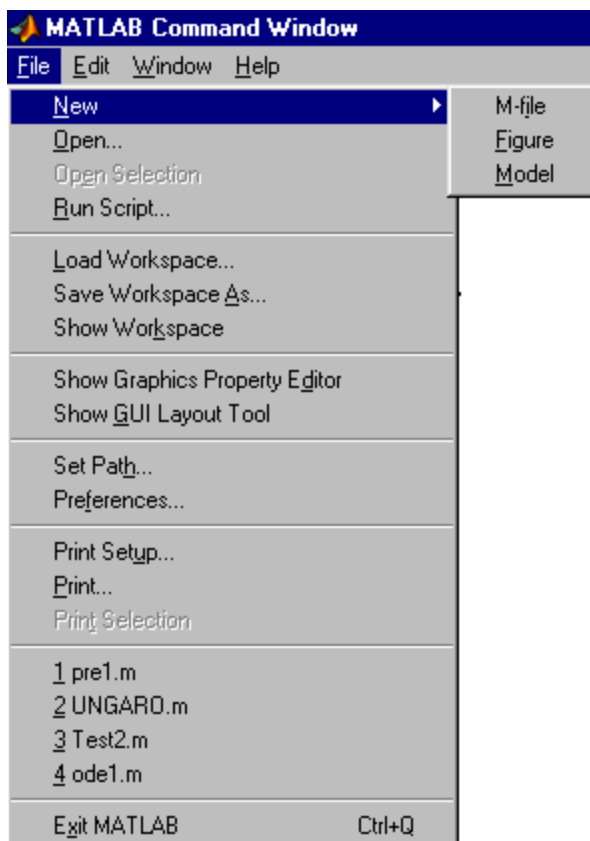 MATLAB Command Window
File Edit Window Help
New
M-file
Figure
Model
Open...
Open Selection
Run Script...
Load Workspace...
Save Workspace As...
Show Workspace
Show Graphics Property Editor
Show GUI Layout Tool
Set Path...
Preferences...
Print Setup...
Print...
Print Selection
1 pre1.m
2 UNGARO.m
3 Test2.m
4 ode1.m
Exit MATLAB Ctrl+Q